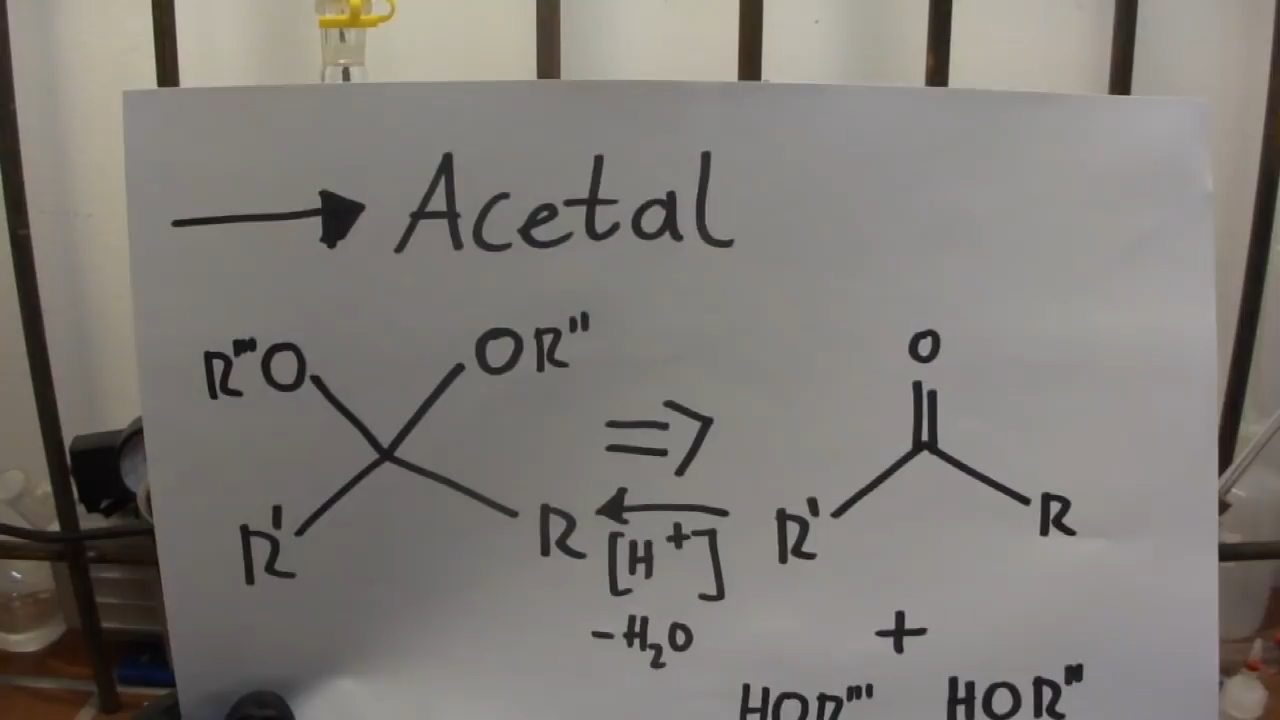 → Acetal
R'''O OR'' O
⇒
R' R ← R' R
[H+]
-H2O +
HOR''' HOR''